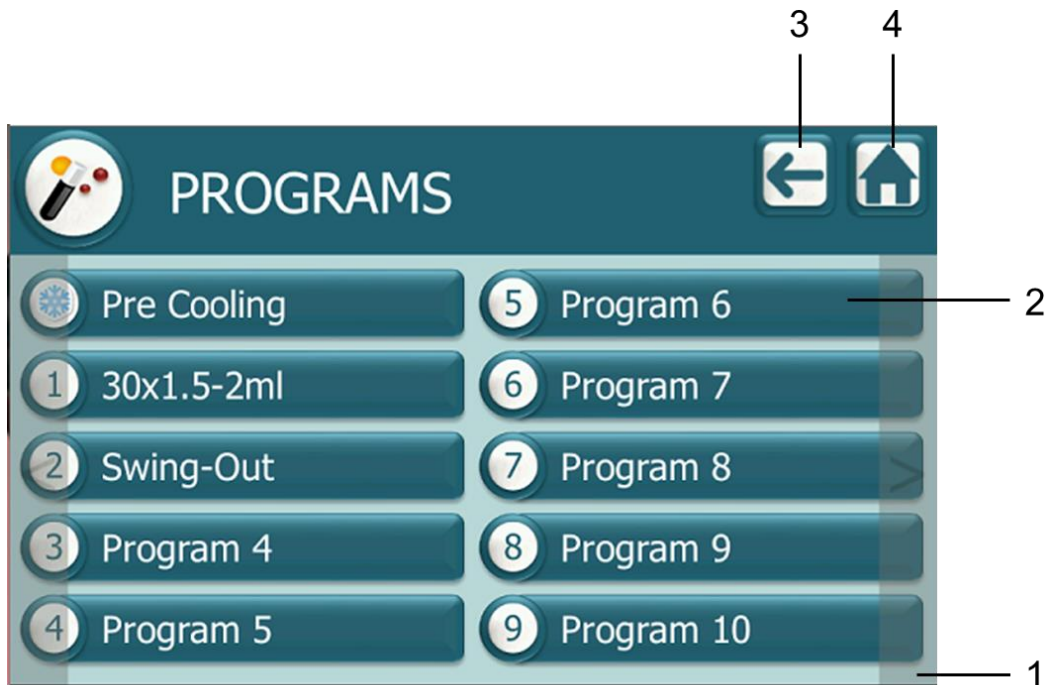 3 4
PROGRAMS
Pre Cooling
1 30x1.5-2ml
2 Swing-Out
3 Program 4
4 Program 5
5 Program 6
6 Program 7
7 Program 8
8 Program 9
9 Program 10
<
>
2
1